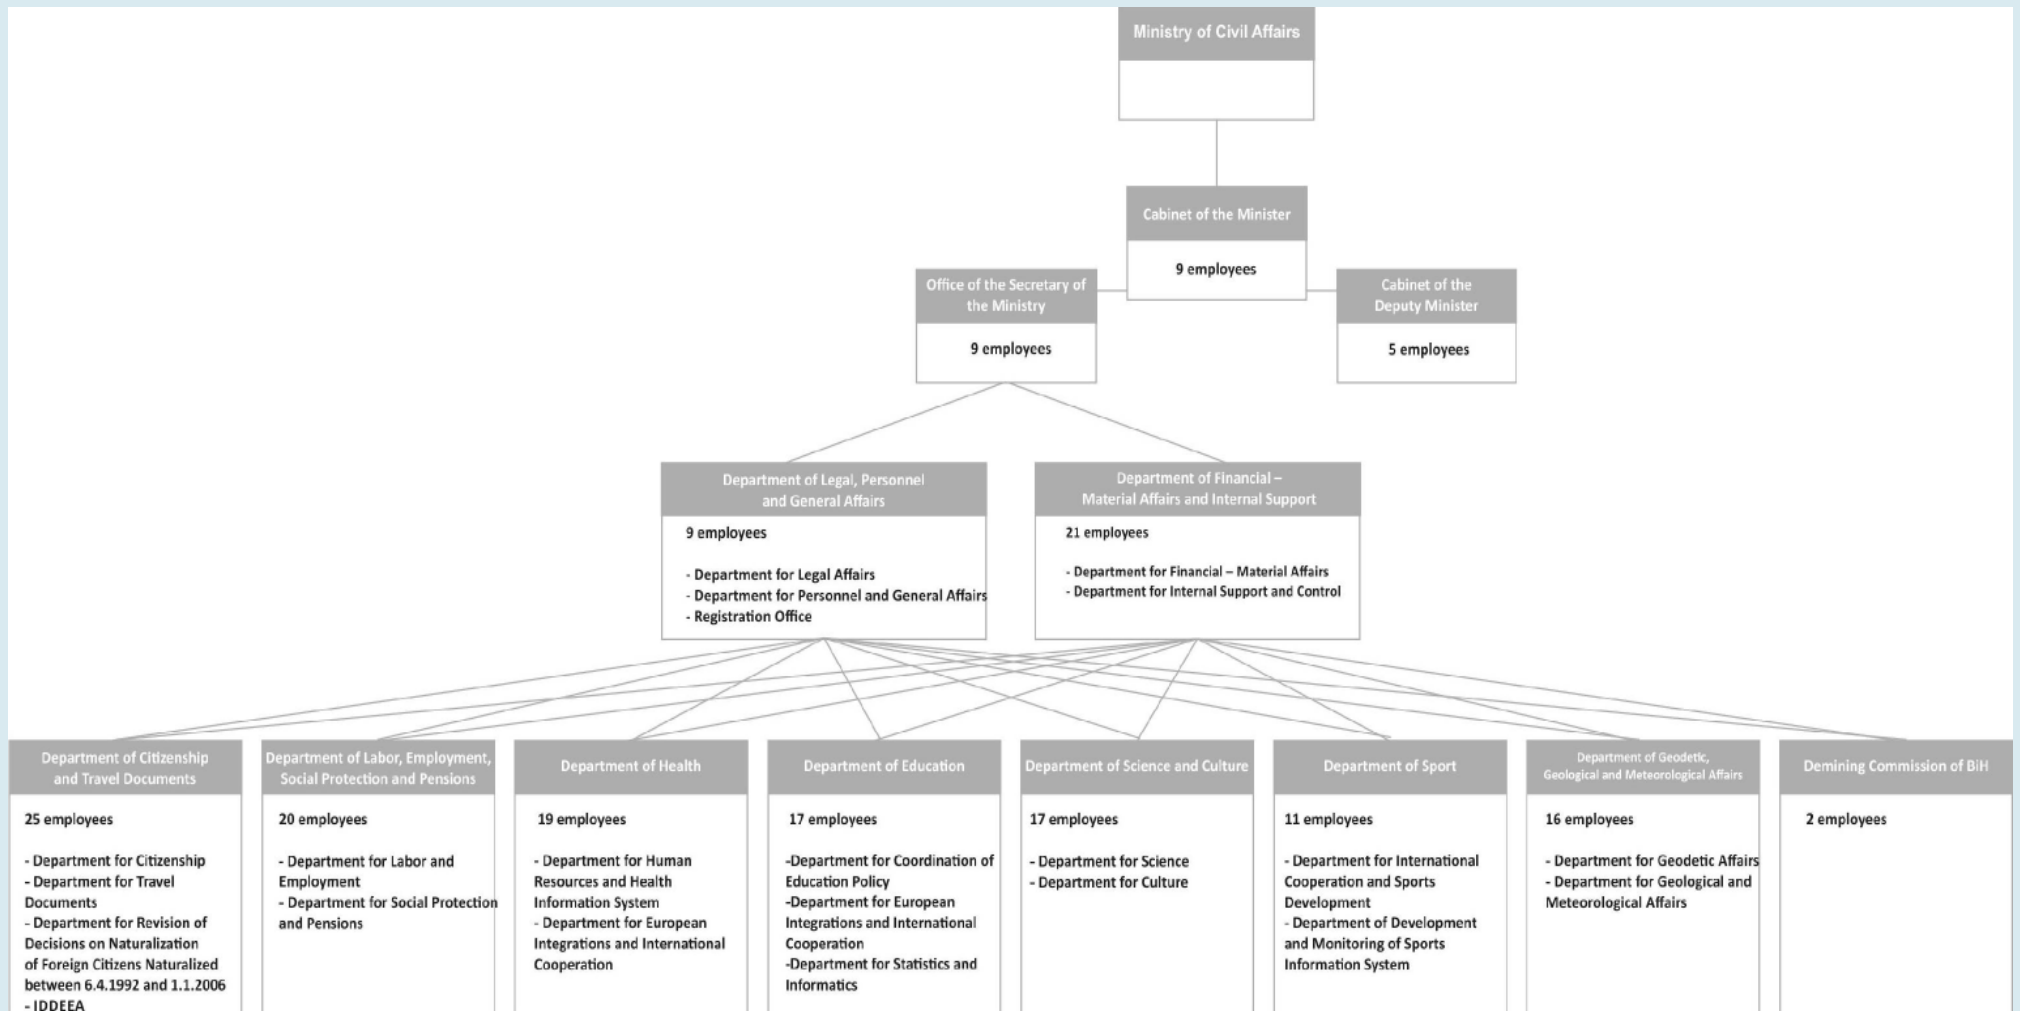 Ministry of Civil Affairs
Cabinet of the Minister
9 employees
Office of the Secretary of
the Ministry
9 employees
Cabinet of the
Deputy Minister
5 employees
Department of Legal, Personnel
and General Affairs
9 employees
- Department for Legal Affairs
- Department for Personnel and General Affairs
- Registration Office
Department of Financial –
Material Affairs and Internal Support
21 employees
- Department for Financial – Material Affairs
- Department for Internal Support and Control
Department of Citizenship
and Travel Documents
25 employees
- Department for Citizenship
- Department for Travel
Documents
- Department for Revision of
Decisions on Naturalization
of Foreign Citizens Naturalized
between 6.4.1992 and 1.1.2006
- IDDEEA
Department of Labor, Employment,
Social Protection and Pensions
20 employees
- Department for Labor and
Employment
- Department for Social Protection
and Pensions
Department of Health
19 employees
- Department for Human
Resources and Health
Information System
- Department for European
Integrations and International
Cooperation
Department of Education
17 employees
-Department for Coordination of
Education Policy
-Department for European
Integrations and International
Cooperation
-Department for Statistics and
Informatics
Department of Science and Culture
17 employees
- Department for Science
- Department for Culture
Department of Sport
11 employees
- Department for International
Cooperation and Sports
Development
- Department of Development
and Monitoring of Sports
Information System
Department of Geodetic,
Geological and Meteorological Affairs
16 employees
- Department for Geodetic Affairs
- Department for Geological and
Meteorological Affairs
Demining Commission of BiH
2 employees